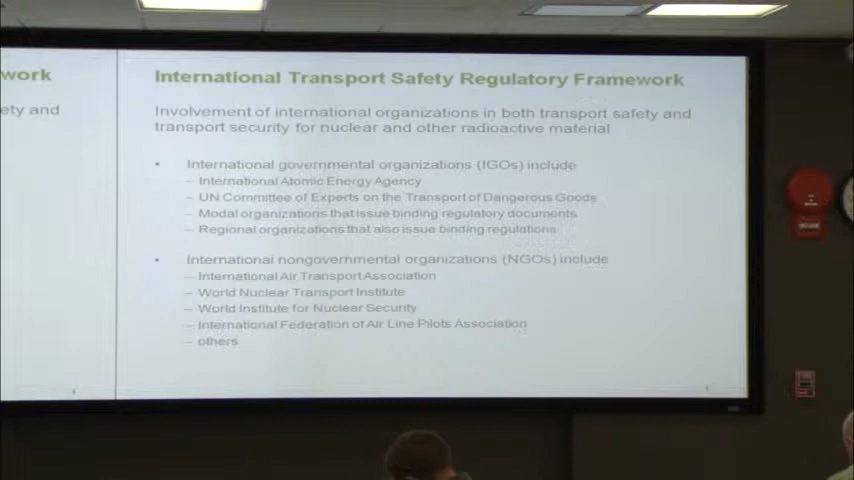 work
ety and
International Transport Safety Regulatory Framework
Involvement of international organizations in both transport safety and
transport security for nuclear and other radioactive material
• International governmental organizations (IGOs) include
– International Atomic Energy Agency
– UN Committee of Experts on the Transport of Dangerous Goods
– Modal organizations that issue binding regulatory documents
– Regional organizations that also issue binding regulations
• International nongovernmental organizations (NGOs) include
– International Air Transport Association
– World Nuclear Transport Institute
– World Institute for Nuclear Security
– International Federation of Air Line Pilots Association
– others